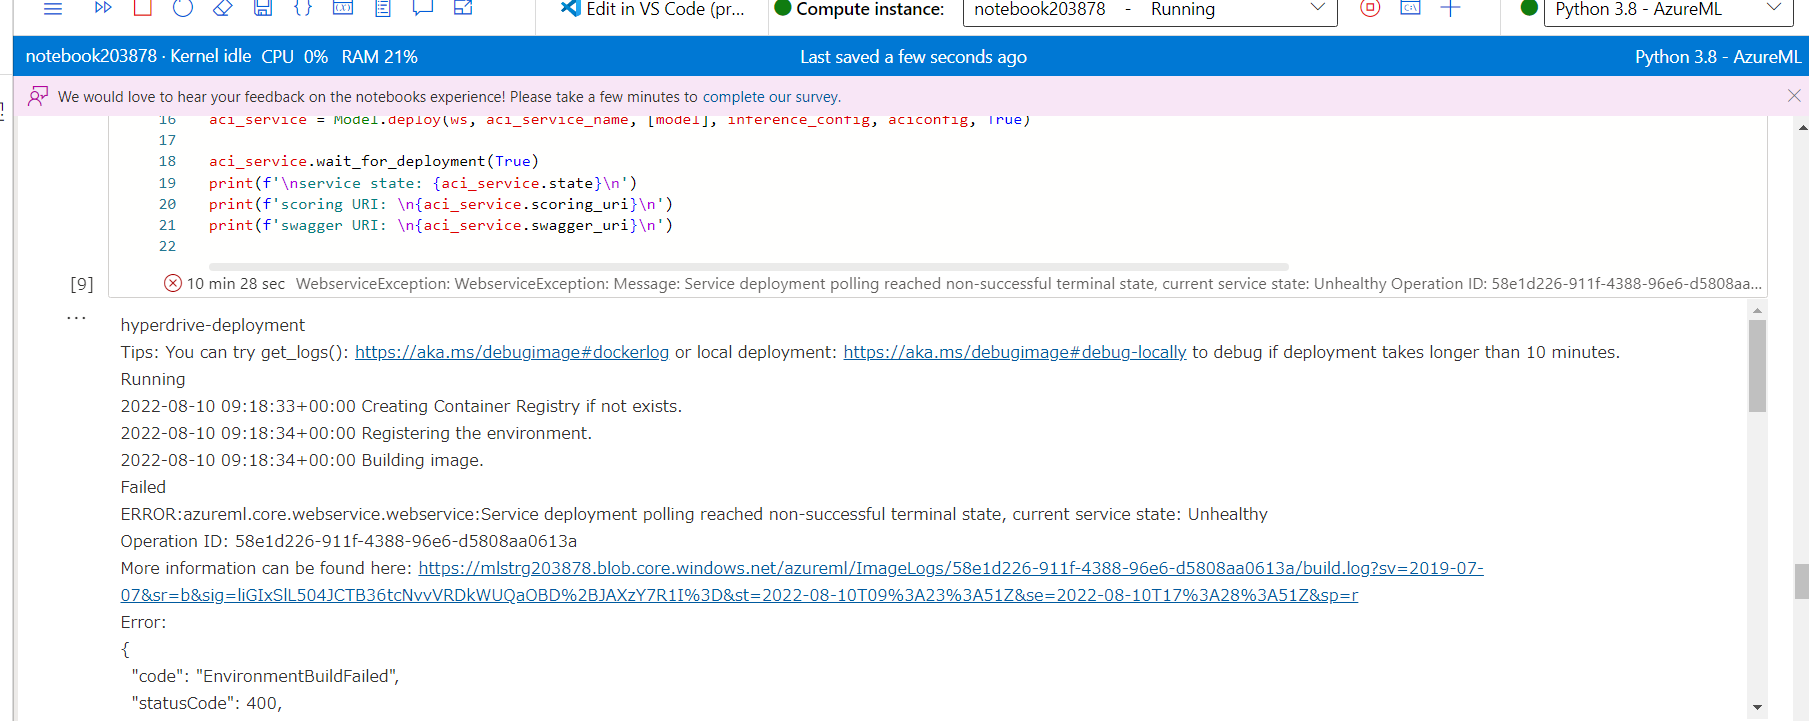 Edit in VS Code (pr...
Compute instance:
notebook203878 - Running
Python 3.8 - AzureML
notebook203878 · Kernel idle CPU 0% RAM 21%
Last saved a few seconds ago
Python 3.8 - AzureML
We would love to hear your feedback on the notebooks experience! Please take a few minutes to complete our survey.
16 aci_service = Model.deploy(ws, aci_service_name, [model], inference_config, aciconfig, True)
17
18 aci_service.wait_for_deployment(True)
19 print(f'\nservice state: {aci_service.state}\n')
20 print(f'scoring URI: \n{aci_service.scoring_uri}\n')
21 print(f'swagger URI: \n{aci_service.swagger_uri}\n')
22
[9]
10 min 28 sec WebserviceException: WebserviceException: Message: Service deployment polling reached non-successful terminal state, current service state: Unhealthy Operation ID: 58e1d226-911f-4388-96e6-d5808aa...
...
hyperdrive-deployment
Tips: You can try get_logs(): https://aka.ms/debugimage#dockerlog or local deployment: https://aka.ms/debugimage#debug-locally to debug if deployment takes longer than 10 minutes.
Running
2022-08-10 09:18:33+00:00 Creating Container Registry if not exists.
2022-08-10 09:18:34+00:00 Registering the environment.
2022-08-10 09:18:34+00:00 Building image.
Failed
ERROR:azureml.core.webservice.webservice:Service deployment polling reached non-successful terminal state, current service state: Unhealthy
Operation ID: 58e1d226-911f-4388-96e6-d5808aa0613a
More information can be found here: https://mlstrg203878.blob.core.windows.net/azureml/ImageLogs/58e1d226-911f-4388-96e6-d5808aa0613a/build.log?sv=2019-07-
07&sr=b&sig=liGIxSlL504JCTB36tcNvvVRDkWUQaOBD%2BJAXzY7R1I%3D&st=2022-08-10T09%3A23%3A51Z&se=2022-08-10T17%3A28%3A51Z&sp=r
Error:
{
"code": "EnvironmentBuildFailed",
"statusCode": 400,